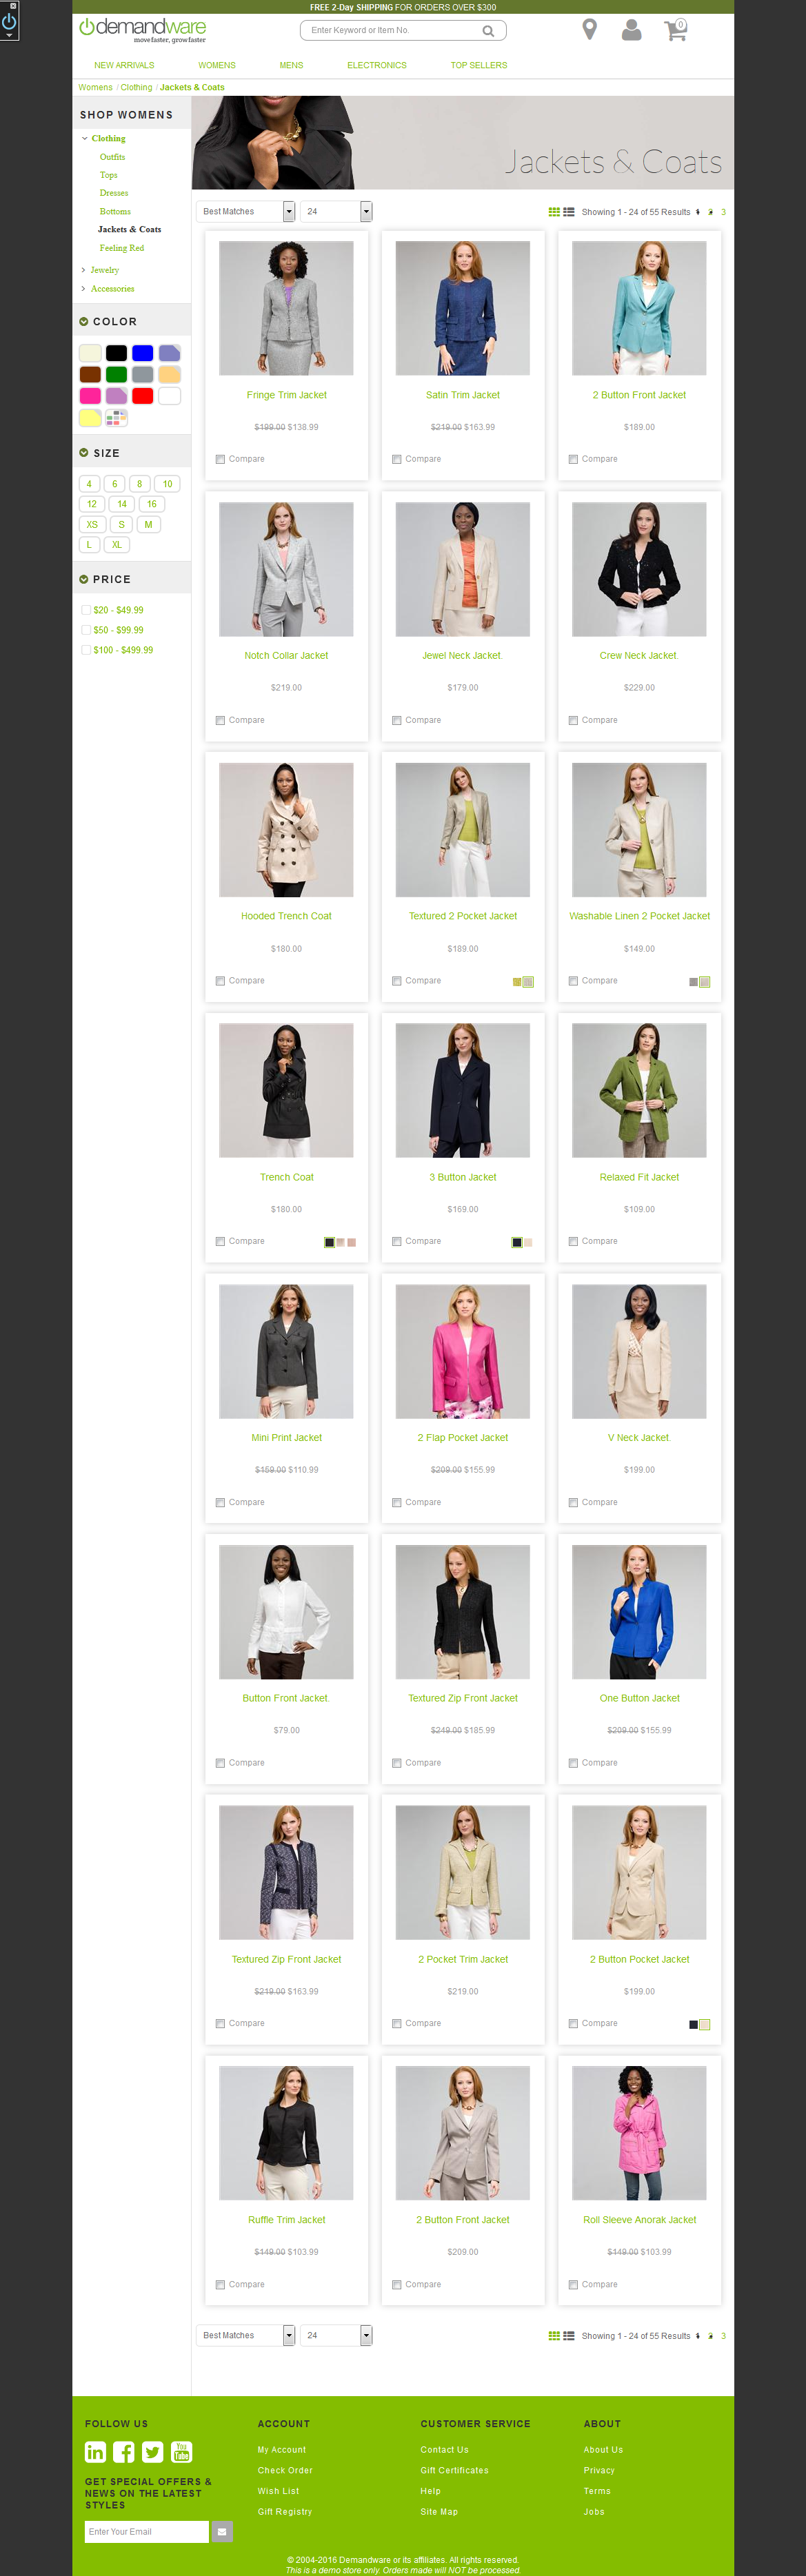 FREE 2-Day SHIPPING FOR ORDERS OVER $300
demandware
move faster, grow faster
Enter Keyword or Item No.
0
NEW ARRIVALS WOMENS MENS ELECTRONICS TOP SELLERS
Womens / Clothing / Jackets & Coats
SHOP WOMENS
Clothing
Outfits
Tops
Dresses
Bottoms
Jackets & Coats
Feeling Red
Jewelry
Accessories
COLOR
SIZE
4 6 8 10
12 14 16
XS S M
L XL
PRICE
$20 - $49.99
$50 - $99.99
$100 - $499.99
Jackets & Coats
Best Matches 24 Showing 1 - 24 of 55 Results 1 2 3
Fringe Trim Jacket Satin Trim Jacket 2 Button Front Jacket
$199.00 $138.99 $219.00 $163.99 $189.00
Compare Compare Compare
Notch Collar Jacket Jewel Neck Jacket. Crew Neck Jacket.
$219.00 $179.00 $229.00
Compare Compare Compare
Hooded Trench Coat Textured 2 Pocket Jacket Washable Linen 2 Pocket Jacket
$180.00 $189.00 $149.00
Compare Compare Compare
Trench Coat 3 Button Jacket Relaxed Fit Jacket
$180.00 $169.00 $109.00
Compare Compare Compare
Mini Print Jacket 2 Flap Pocket Jacket V Neck Jacket.
$159.00 $110.99 $209.00 $155.99 $199.00
Compare Compare Compare
Button Front Jacket. Textured Zip Front Jacket One Button Jacket
$79.00 $249.00 $185.99 $209.00 $155.99
Compare Compare Compare
Textured Zip Front Jacket 2 Pocket Trim Jacket 2 Button Pocket Jacket
$219.00 $163.99 $219.00 $199.00
Compare Compare Compare
Ruffle Trim Jacket 2 Button Front Jacket Roll Sleeve Anorak Jacket
$149.00 $103.99 $209.00 $149.00 $103.99
Compare Compare Compare
Best Matches 24 Showing 1 - 24 of 55 Results 1 2 3
FOLLOW US
You Tube
GET SPECIAL OFFERS &
NEWS ON THE LATEST
STYLES
Enter Your Email
ACCOUNT
My Account
Check Order
Wish List
Gift Registry
CUSTOMER SERVICE
Contact Us
Gift Certificates
Help
Site Map
ABOUT
About Us
Privacy
Terms
Jobs
© 2004-2016 Demandware or its affiliates. All rights reserved.
This is a demo store only. Orders made will NOT be processed.